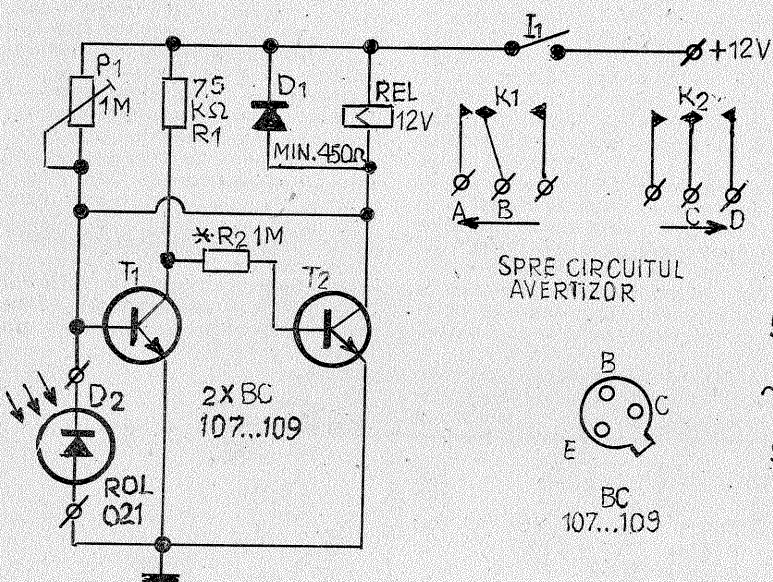 I1
+12V
P1
1M
7,5
KΩ
R1
D1
REL
12V
MIN.450Ω
K1
K2
A
B
C
D
*R2 1M
SPRE CIRCUITUL
AVERTIZOR
T1
T2
D2
2XBC
107...109
ROL
021
B
C
E
BC
107...109